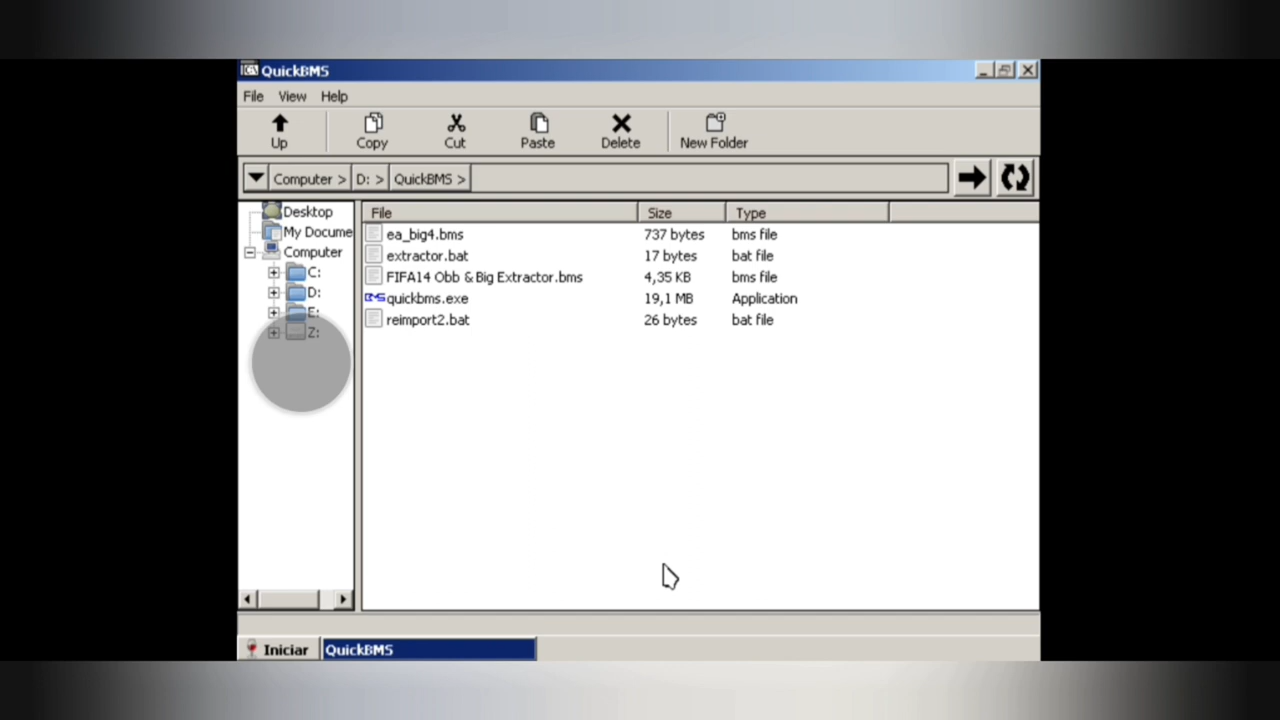 QuickBMS
File View Help
Up Copy Cut Paste Delete New Folder
Computer > D: > QuickBMS >
Desktop
My Docume
Computer
C:
D:
E:
Z:
File Size Type
ea_big4.bms 737 bytes bms file
extractor.bat 17 bytes bat file
FIFA14 Obb & Big Extractor.bms 4,35 KB bms file
quickbms.exe 19,1 MB Application
reimport2.bat 26 bytes bat file
Iniciar QuickBMS